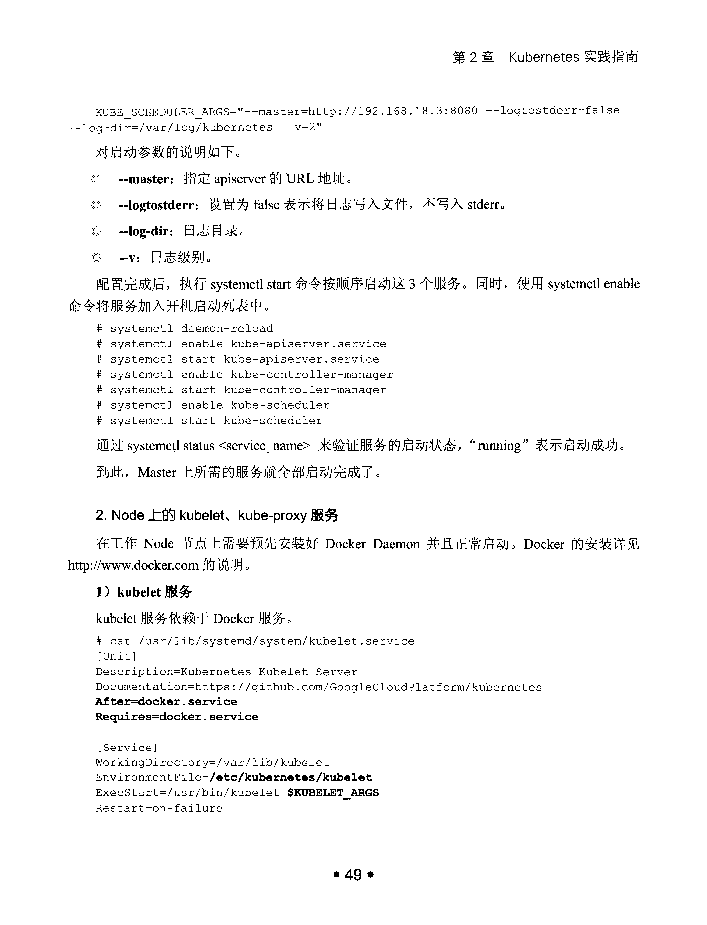 第 2 章 Kubernetes 实践指南
KUBE_SCHEDULER_ARGS="--master=http://192.168.18.3:8080 --logtostderr=false
--log-dir=/var/log/kubernetes --v=2"
对启动参数的说明如下。
--master：指定 apiserver 的 URL 地址。
--logtostderr：设置为 false 表示将日志写入文件，不写入 stderr。
--log-dir：日志目录。
--v：日志级别。
配置完成后，执行 systemctl start 命令按顺序启动这 3 个服务。同时，使用 systemctl enable
命令将服务加入开机启动列表中。
# systemctl daemon-reload
# systemctl enable kube-apiserver.service
# systemctl start kube-apiserver.service
# systemctl enable kube-controller-manager
# systemctl start kube-controller-manager
# systemctl enable kube-scheduler
# systemctl start kube-scheduler
通过 systemctl status <service_name> 来验证服务的启动状态，“running”表示启动成功。
到此，Master 上所需的服务就全部启动完成了。
2. Node 上的 kubelet、kube-proxy 服务
在工作 Node 节点上需要预先安装好 Docker Daemon 并且正常启动。Docker 的安装详见
http://www.docker.com 的说明。
1）kubelet 服务
kubelet 服务依赖于 Docker 服务。
# cat /usr/lib/systemd/system/kubelet.service
[Unit]
Description=Kubernetes Kubelet Server
Documentation=https://github.com/GoogleCloudPlatform/kubernetes
After=docker.service
Requires=docker.service
[Service]
WorkingDirectory=/var/lib/kubelet
EnvironmentFile=/etc/kubernetes/kubelet
ExecStart=/usr/bin/kubelet $KUBELET_ARGS
Restart=on-failure
• 49 •